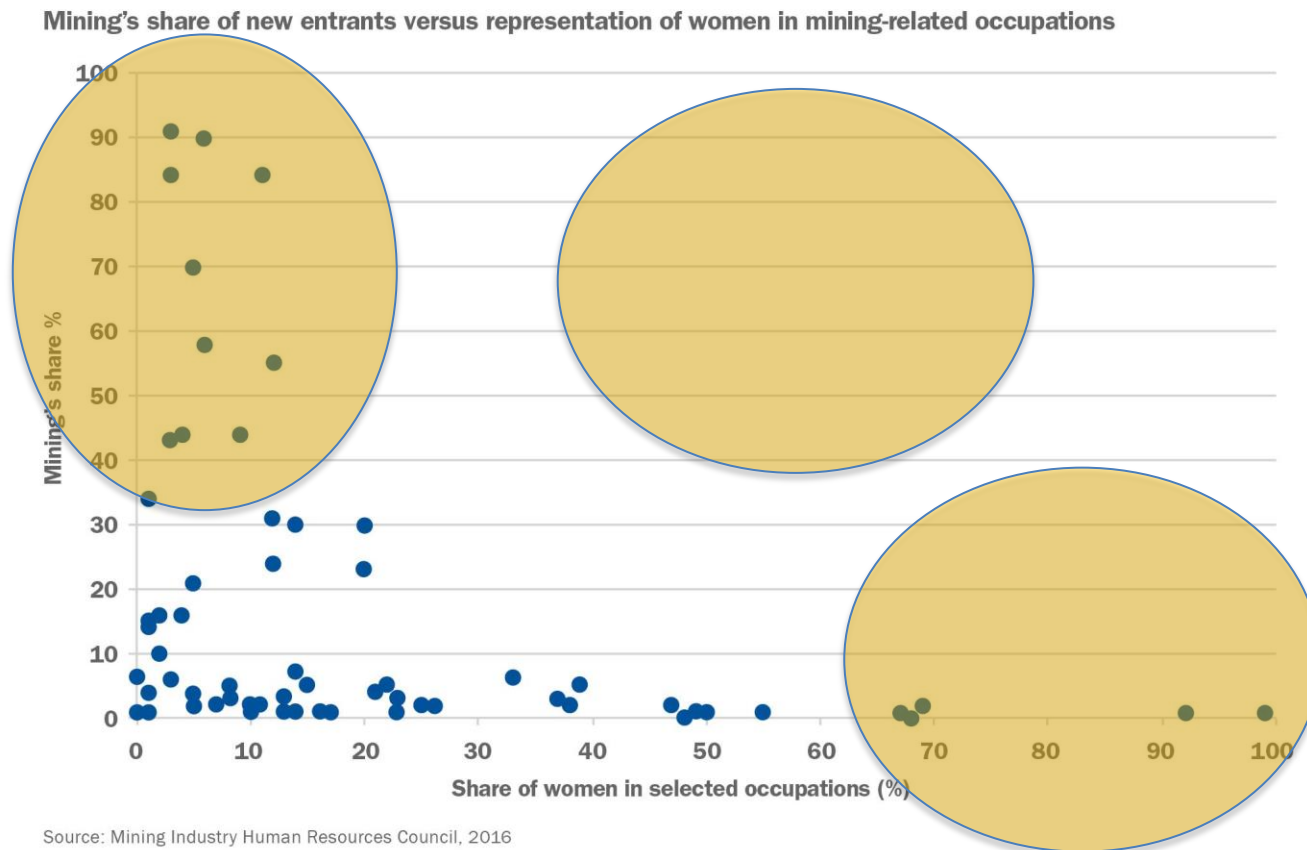 Mining’s share of new entrants versus representation of women in mining-related occupations
100
90
80
70
60
50
40
30
20
10
0
Mining’s share %
0 10 20 30 40 50 60 70 80 90 100
Share of women in selected occupations (%)
Source: Mining Industry Human Resources Council, 2016